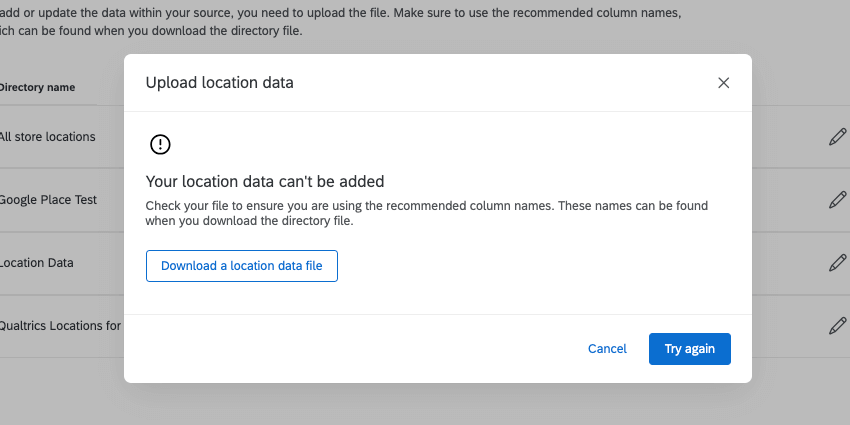 add or update the data within your source, you need to upload the file. Make sure to use the recommended column names,
ich can be found when you download the directory file.
Directory name
All store locations
Google Place Test
Location Data
Qualtrics Locations for
Upload location data
Your location data can't be added
Check your file to ensure you are using the recommended column names. These names can be found
when you download the directory file.
Download a location data file
Cancel
Try again